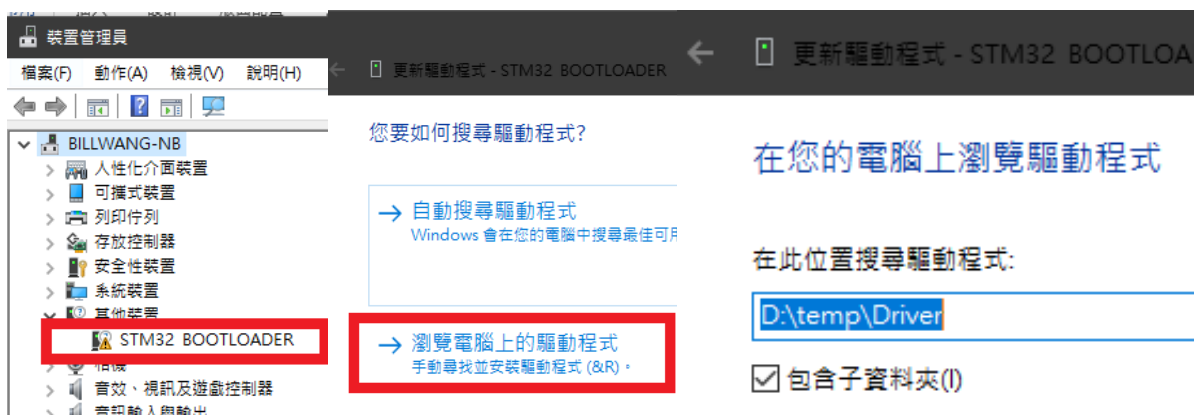 裝置管理員
檔案(F) 動作(A) 檢視(V) 說明(H)
BILLWANG-NB
人性化介面裝置
可攜式裝置
列印佇列
存放控制器
安全性裝置
系統裝置
其他裝置
STM32 BOOTLOADER
相機
音效、視訊及遊戲控制器
音訊輸入與輸出
更新驅動程式 - STM32 BOOTLOADER
您要如何搜尋驅動程式?
自動搜尋驅動程式
Windows 會在您的電腦中搜尋最佳可用
瀏覽電腦上的驅動程式
手動尋找並安裝驅動程式 (&R)。
更新驅動程式 - STM32 BOOTLOA
在您的電腦上瀏覽驅動程式
在此位置搜尋驅動程式:
D:\temp\Driver
包含子資料夾(I)